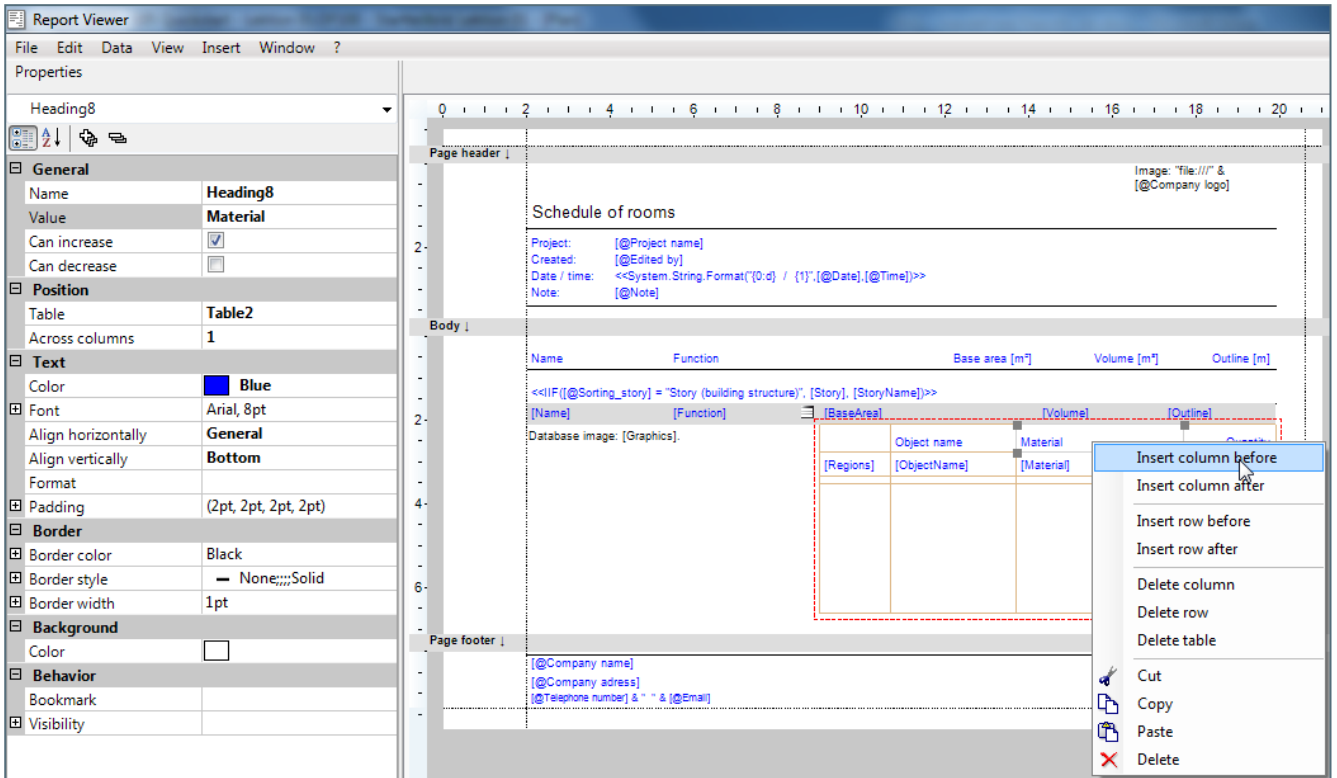 Report Viewer
File Edit Data View Insert Window ?
Properties
Heading8
General
Name Heading8
Value Material
Can increase
Can decrease
Position
Table Table2
Across columns 1
Text
Color Blue
Font Arial, 8pt
Align horizontally General
Align vertically Bottom
Format
Padding (2pt, 2pt, 2pt, 2pt)
Border
Border color Black
Border style None;;;;Solid
Border width 1pt
Background
Color
Behavior
Bookmark
Visibility
0 2 4 6 8 10 12 14 16 18 20
Page header ↓
Image: "file:///" &
[@Company logo]
Schedule of rooms
2
Project: [@Project name]
Created: [@Edited by]
Date / time: <<System.String.Format("{0:d} / {1}",[@Date],[@Time])>>
Note: [@Note]
Body ↓
Name Function Base area [m²] Volume [m³] Outline [m]
<<IIF([@Sorting_story] = "Story (building structure)", [Story], [StoryName])>>
2
[Name] [Function] [BaseArea] [Volume] [Outline]
Database image: [Graphics].
Object name Material Quantity
[Regions] [ObjectName] [Material]
4
6
Page footer ↓
[@Company name]
[@Company adress]
[@Telephone number] & " " & [@Email]
Insert column before
Insert column after
Insert row before
Insert row after
Delete column
Delete row
Delete table
Cut
Copy
Paste
Delete